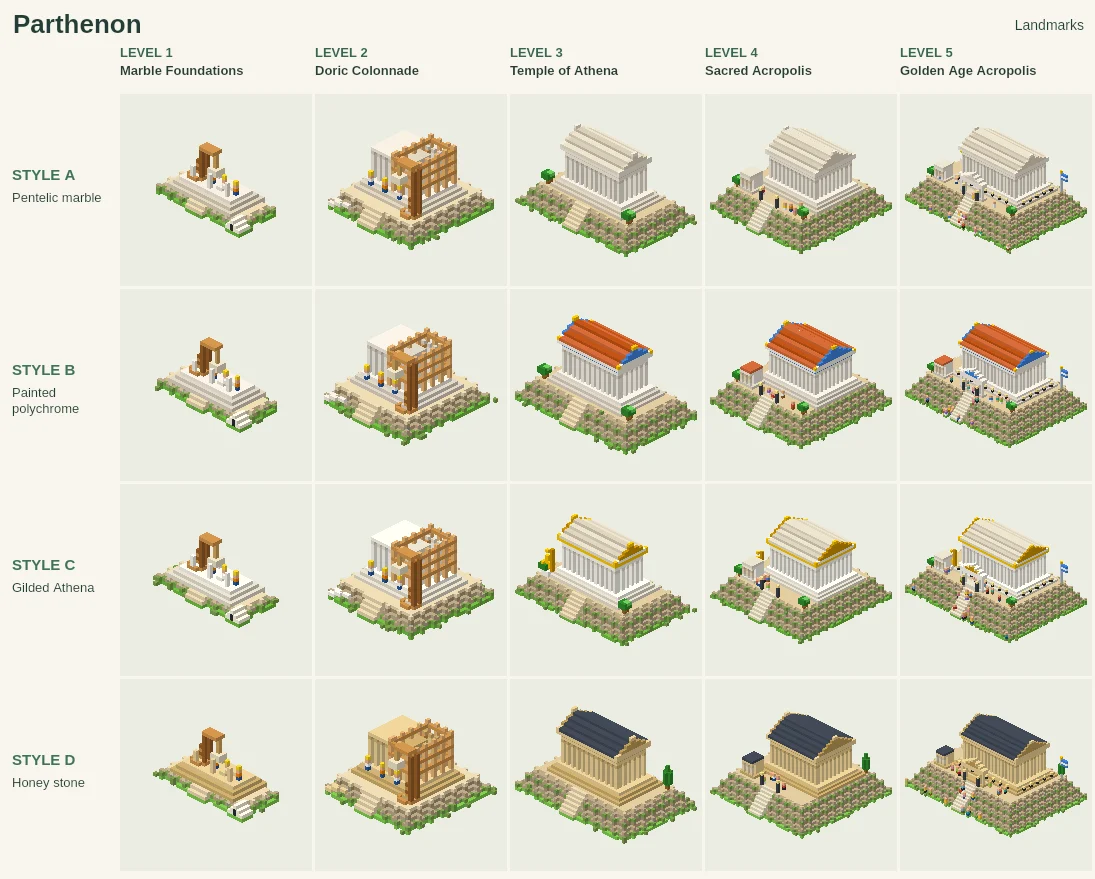 Parthenon
Landmarks
LEVEL 1
Marble Foundations
LEVEL 2
Doric Colonnade
LEVEL 3
Temple of Athena
LEVEL 4
Sacred Acropolis
LEVEL 5
Golden Age Acropolis
STYLE A
Pentelic marble
STYLE B
Painted
polychrome
STYLE C
Gilded Athena
STYLE D
Honey stone